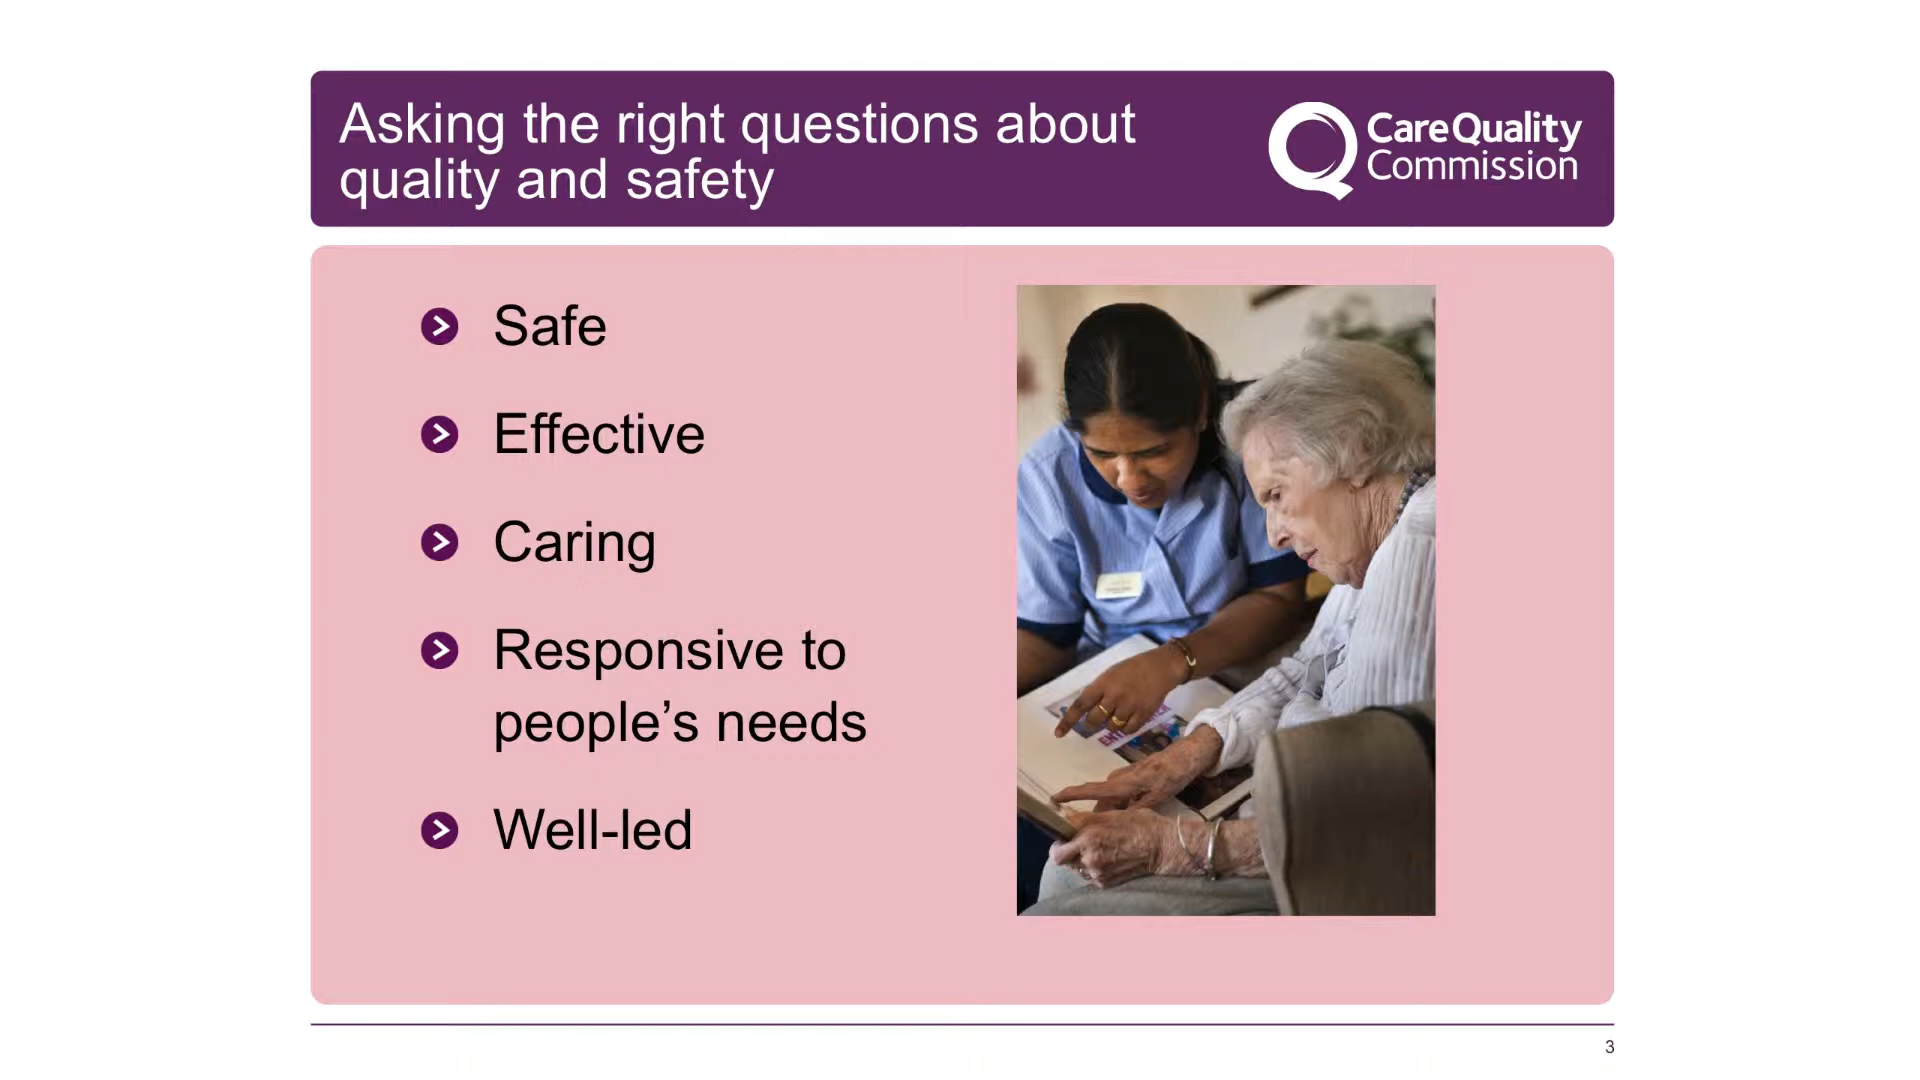 Asking the right questions about
quality and safety
CareQuality
Commission
Safe
Effective
Caring
Responsive to
people’s needs
Well-led
3